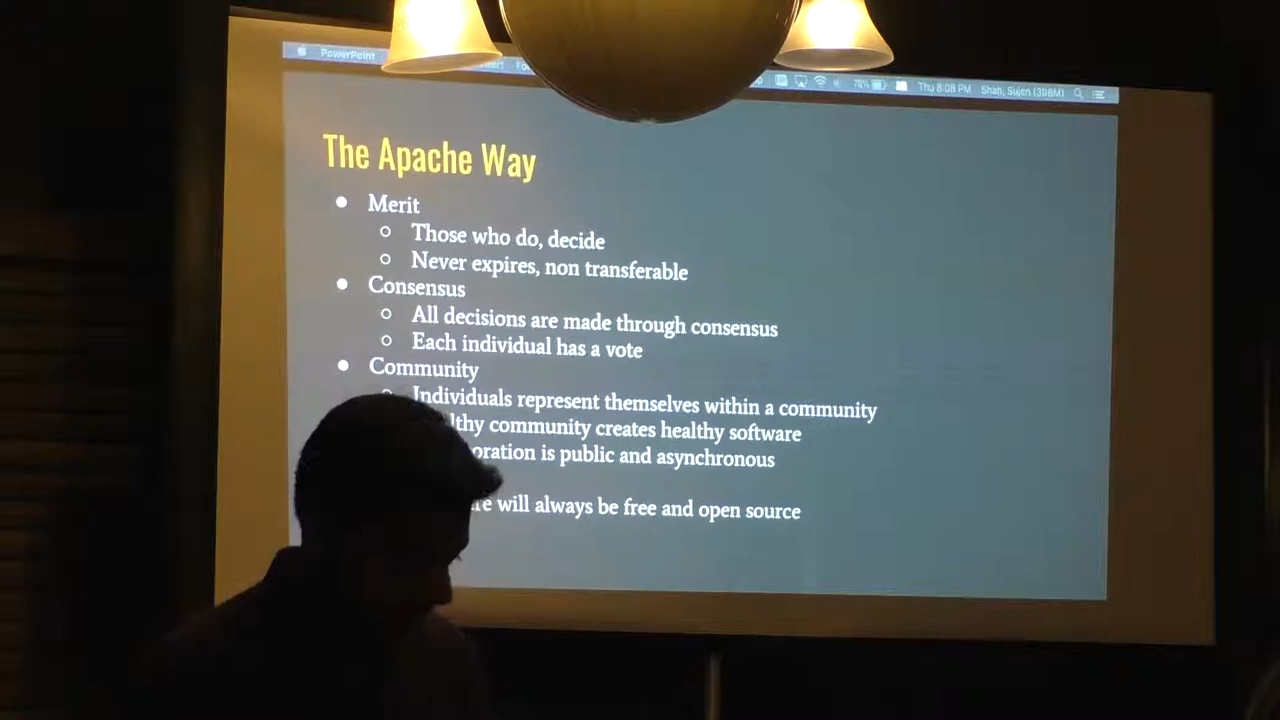 PowerPoint
78% Thu 8:08 PM Shah, Sujen (398M)
The Apache Way
Merit
Those who do, decide
Never expires, non transferable
Consensus
All decisions are made through consensus
Each individual has a vote
Community
Individuals represent themselves within a community
community creates healthy software
is public and asynchronous
will always be free and open source